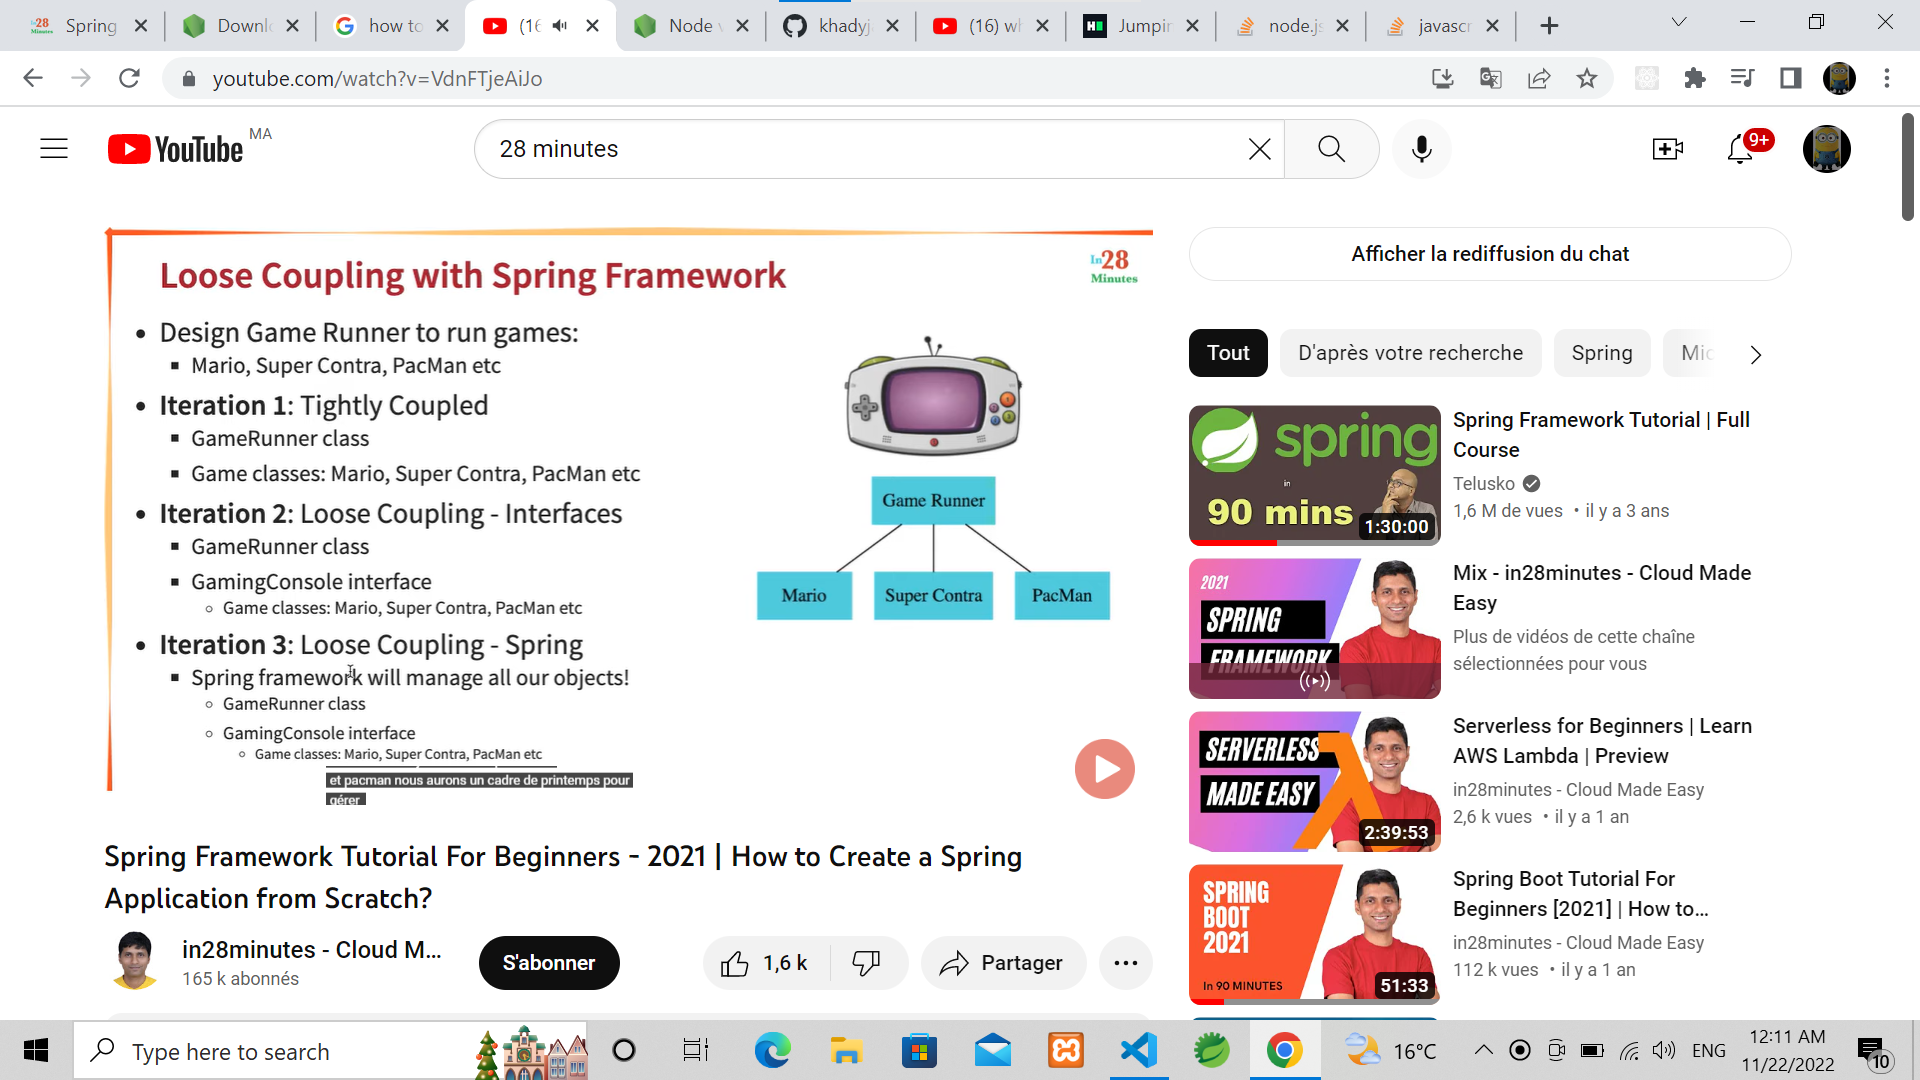 Spring
Downlo
how to
(16
Node v
khadyj
(16) wh
Jumpin
node.js
javascr
youtube.com/watch?v=VdnFTjeAiJo
YouTube MA
28 minutes
9+
Loose Coupling with Spring Framework
In 28 Minutes
• Design Game Runner to run games:
▪ Mario, Super Contra, PacMan etc
• Iteration 1: Tightly Coupled
▪ GameRunner class
▪ Game classes: Mario, Super Contra, PacMan etc
• Iteration 2: Loose Coupling - Interfaces
▪ GameRunner class
▪ GamingConsole interface
◦ Game classes: Mario, Super Contra, PacMan etc
• Iteration 3: Loose Coupling - Spring
▪ Spring framework will manage all our objects!
◦ GameRunner class
◦ GamingConsole interface
◦ Game classes: Mario, Super Contra, PacMan etc
Game Runner
Mario
Super Contra
PacMan
et pacman nous aurons un cadre de printemps pour
gérer
Spring Framework Tutorial For Beginners - 2021 | How to Create a Spring
Application from Scratch?
in28minutes - Cloud M...
165 k abonnés
S'abonner
1,6 k
Partager
Afficher la rediffusion du chat
Tout
D'après votre recherche
Spring
Mic
spring
in
90 mins
1:30:00
Spring Framework Tutorial | Full
Course
Telusko
1,6 M de vues • il y a 3 ans
2021
SPRING
FRAMEWORK
Mix - in28minutes - Cloud Made
Easy
Plus de vidéos de cette chaîne
sélectionnées pour vous
SERVERLESS
MADE EASY
2:39:53
Serverless for Beginners | Learn
AWS Lambda | Preview
in28minutes - Cloud Made Easy
2,6 k vues • il y a 1 an
SPRING
BOOT
2021
In 90 MINUTES
51:33
Spring Boot Tutorial For
Beginners [2021] | How to...
in28minutes - Cloud Made Easy
112 k vues • il y a 1 an
Type here to search
16°C
ENG
12:11 AM
11/22/2022
10